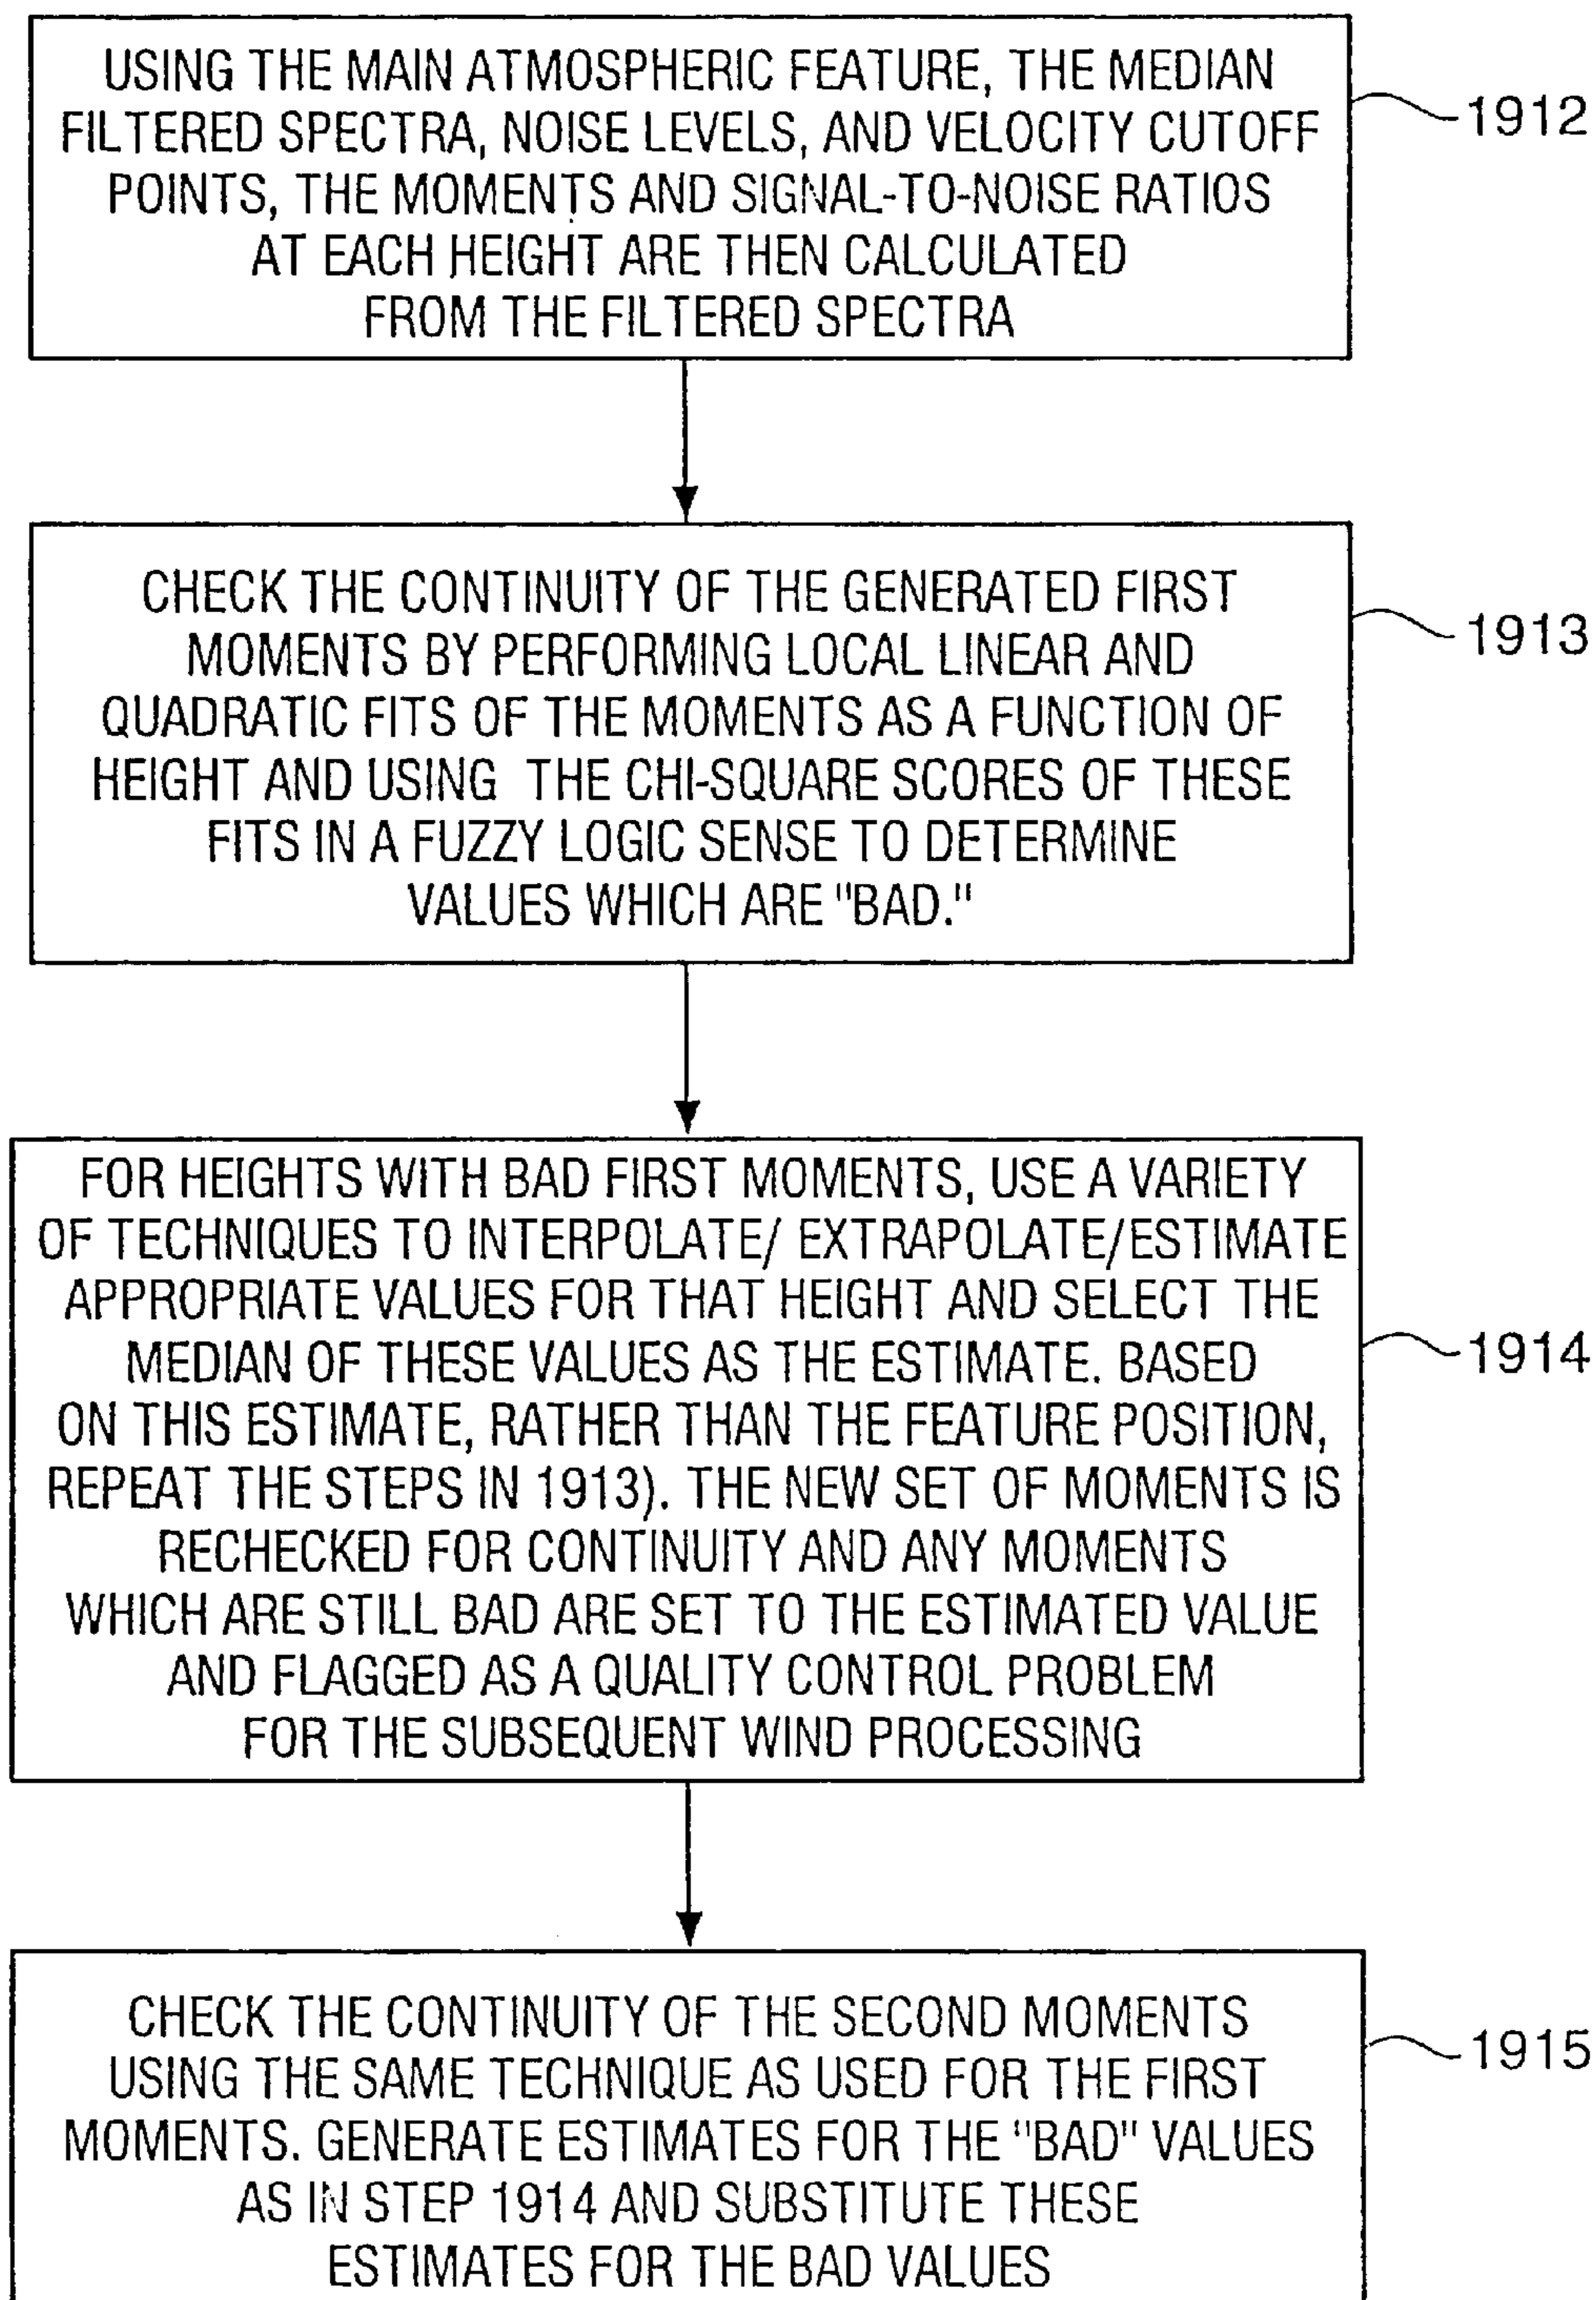 USING THE MAIN ATMOSPHERIC FEATURE, THE MEDIAN
FILTERED SPECTRA, NOISE LEVELS, AND VELOCITY CUTOFF
POINTS, THE MOMENTS AND SIGNAL-TO-NOISE RATIOS
AT EACH HEIGHT ARE THEN CALCULATED
FROM THE FILTERED SPECTRA
1912
CHECK THE CONTINUITY OF THE GENERATED FIRST
MOMENTS BY PERFORMING LOCAL LINEAR AND
QUADRATIC FITS OF THE MOMENTS AS A FUNCTION OF
HEIGHT AND USING THE CHI-SQUARE SCORES OF THESE
FITS IN A FUZZY LOGIC SENSE TO DETERMINE
VALUES WHICH ARE "BAD."
1913
FOR HEIGHTS WITH BAD FIRST MOMENTS, USE A VARIETY
OF TECHNIQUES TO INTERPOLATE/ EXTRAPOLATE/ESTIMATE
APPROPRIATE VALUES FOR THAT HEIGHT AND SELECT THE
MEDIAN OF THESE VALUES AS THE ESTIMATE. BASED
ON THIS ESTIMATE, RATHER THAN THE FEATURE POSITION,
REPEAT THE STEPS IN 1913). THE NEW SET OF MOMENTS IS
RECHECKED FOR CONTINUITY AND ANY MOMENTS
WHICH ARE STILL BAD ARE SET TO THE ESTIMATED VALUE
AND FLAGGED AS A QUALITY CONTROL PROBLEM
FOR THE SUBSEQUENT WIND PROCESSING
1914
CHECK THE CONTINUITY OF THE SECOND MOMENTS
USING THE SAME TECHNIQUE AS USED FOR THE FIRST
MOMENTS. GENERATE ESTIMATES FOR THE "BAD" VALUES
AS IN STEP 1914 AND SUBSTITUTE THESE
ESTIMATES FOR THE BAD VALUES
1915